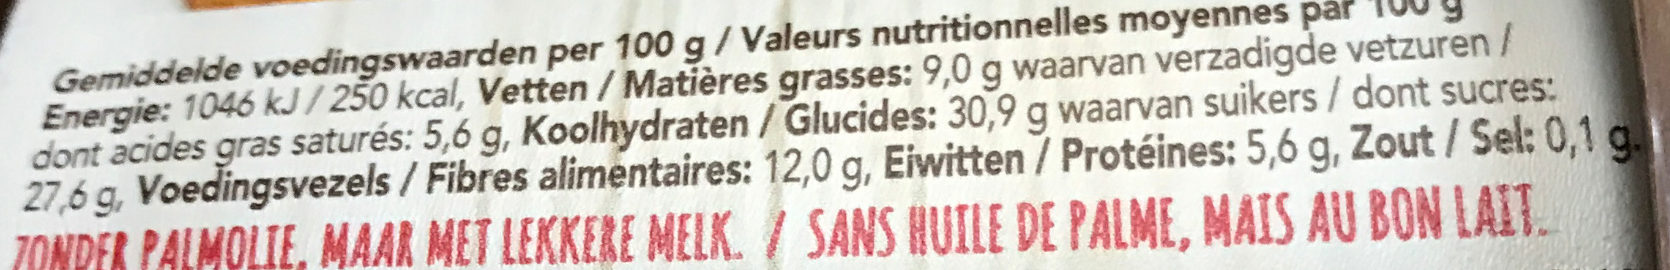 Gemiddelde voedingswaarden per 100 g / Valeurs nutritionnelles moyennes par 100 g
Energie: 1046 kJ / 250 kcal, Vetten / Matières grasses: 9,0 g waarvan verzadigde vetzuren /
dont acides gras saturés: 5,6 g, Koolhydraten / Glucides: 30,9 g waarvan suikers / dont sucres:
27,6 g, Voedingsvezels / Fibres alimentaires: 12,0 g, Eiwitten / Protéines: 5,6 g, Zout / Sel: 0,1 g.
ZONDER PALMOLIE, MAAR MET LEKKERE MELK. / SANS HUILE DE PALME, MAIS AU BON LAIT.